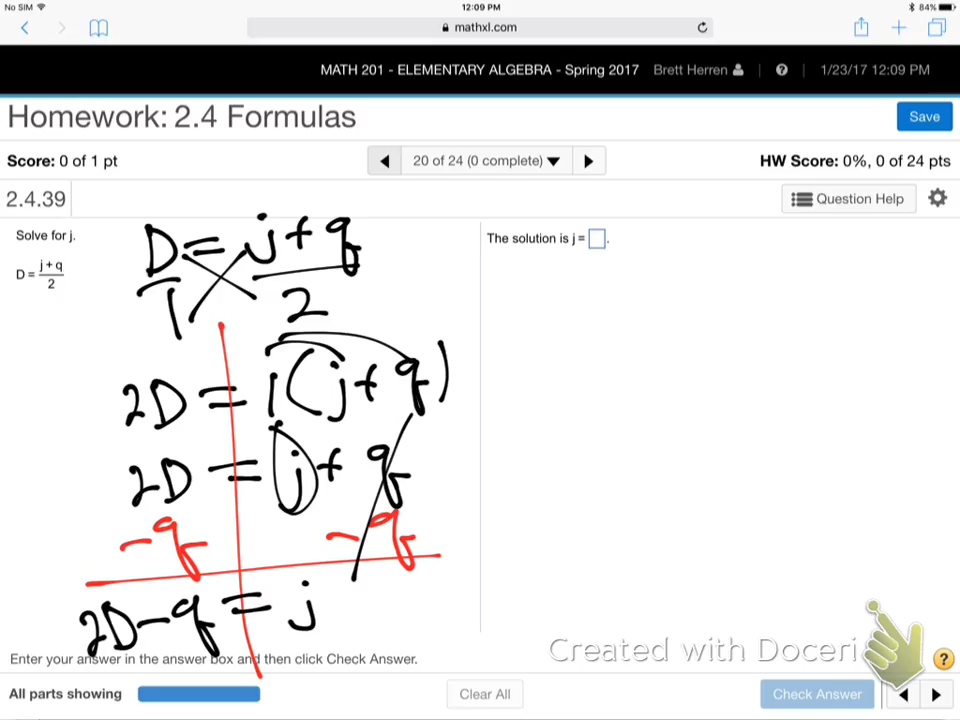 No SIM 12:09 PM 84%
mathxl.com
MATH 201 - ELEMENTARY ALGEBRA - Spring 2017 Brett Herren ? 1/23/17 12:09 PM
Homework: 2.4 Formulas Save
Score: 0 of 1 pt 20 of 24 (0 complete) HW Score: 0%, 0 of 24 pts
2.4.39 Question Help
Solve for j.
D = j + q
2
The solution is j = .
D = j + q
1 2
2D = 1(j + q)
2D = j + q
-q -q
2D - q = j
Created with Doceri
Enter your answer in the answer box and then click Check Answer. ?
All parts showing Clear All Check Answer